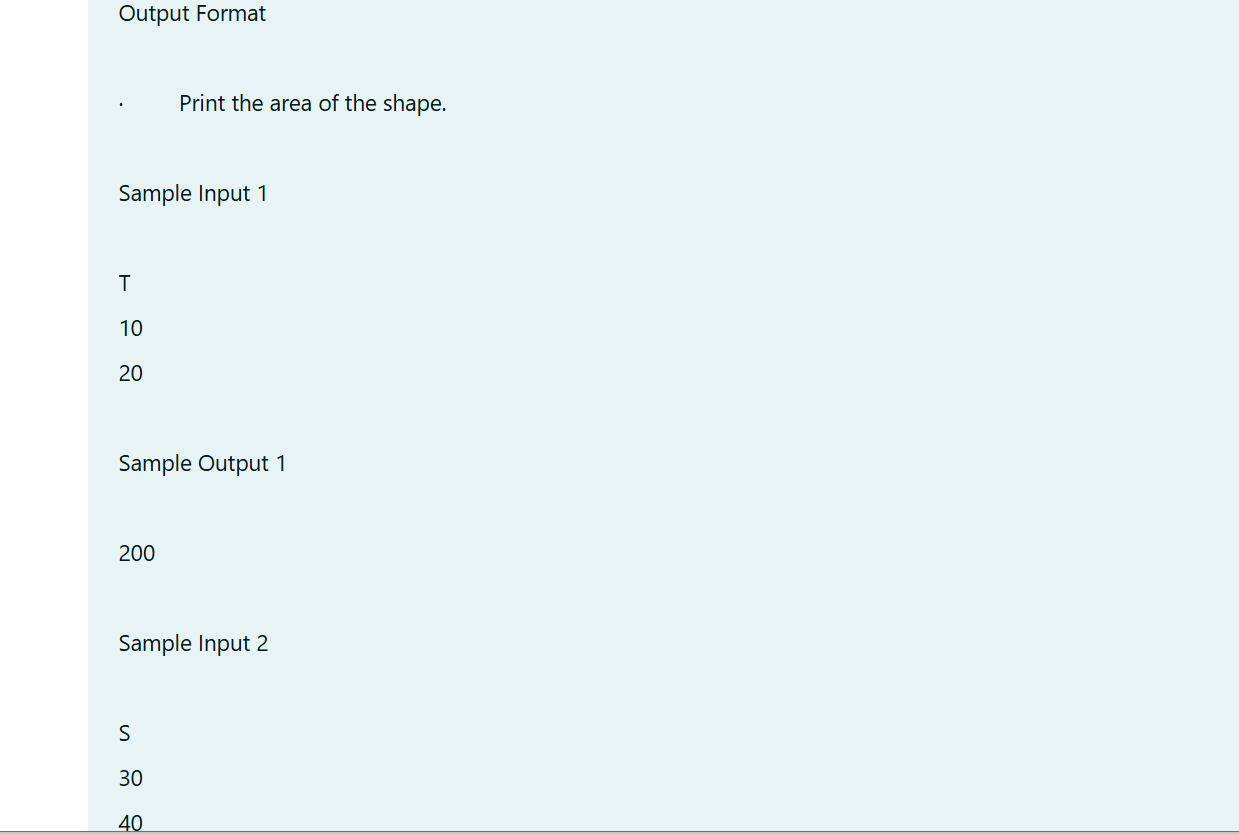 Output Format
· Print the area of the shape.
Sample Input 1
T
10
20
Sample Output 1
200
Sample Input 2
S
30
40